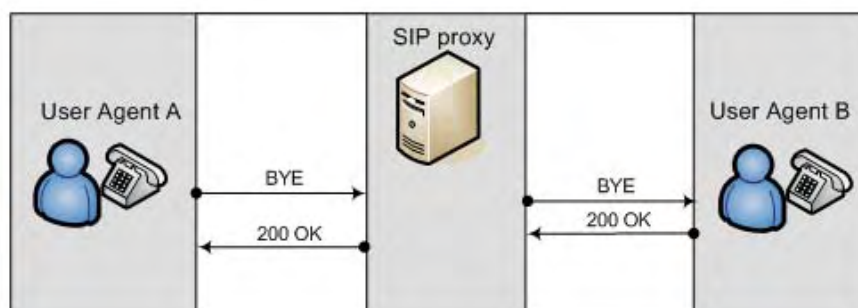 SIP proxy
User Agent A
User Agent B
BYE
BYE
200 OK
200 OK